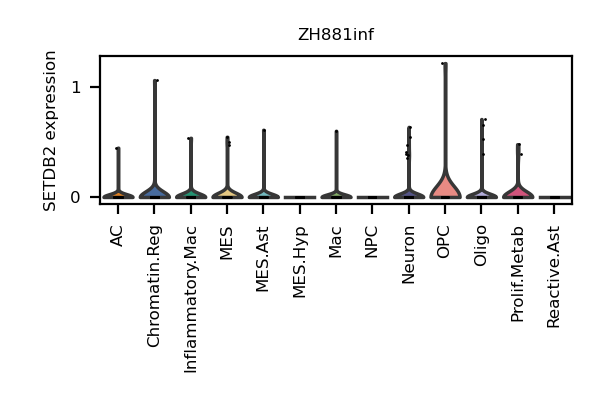 ZH881inf
SETDB2 expression
1
0
AC
Chromatin.Reg
Inflammatory.Mac
MES
MES.Ast
MES.Hyp
Mac
NPC
Neuron
OPC
Oligo
Prolif.Metab
Reactive.Ast